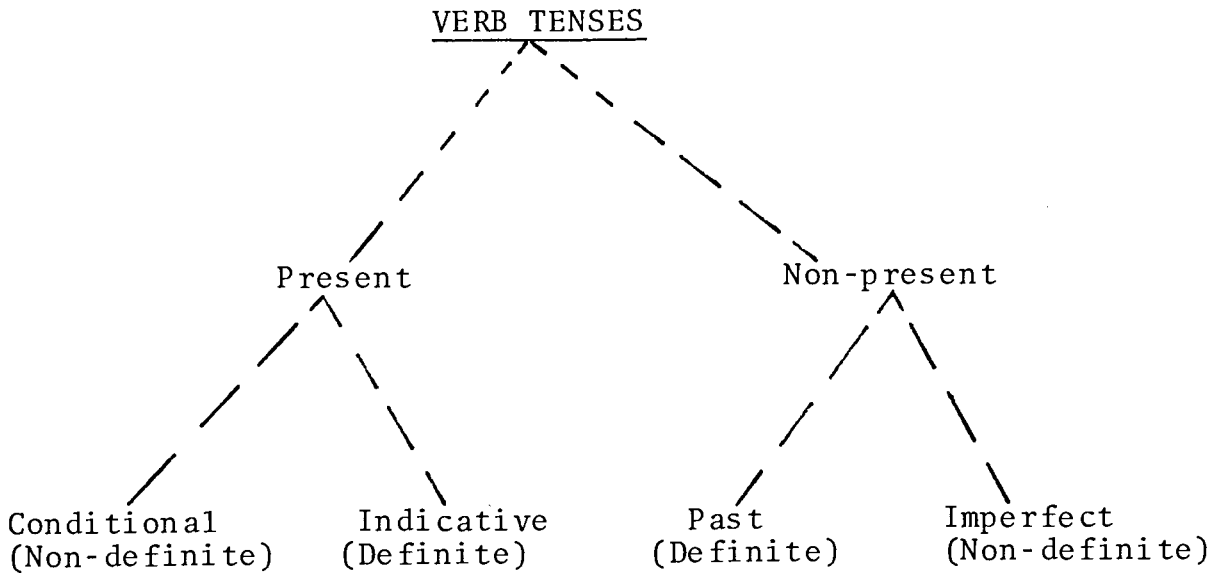 VERB TENSES
Present
Non-present
Conditional
(Non-definite)
Indicative
(Definite)
Past
(Definite)
Imperfect
(Non-definite)